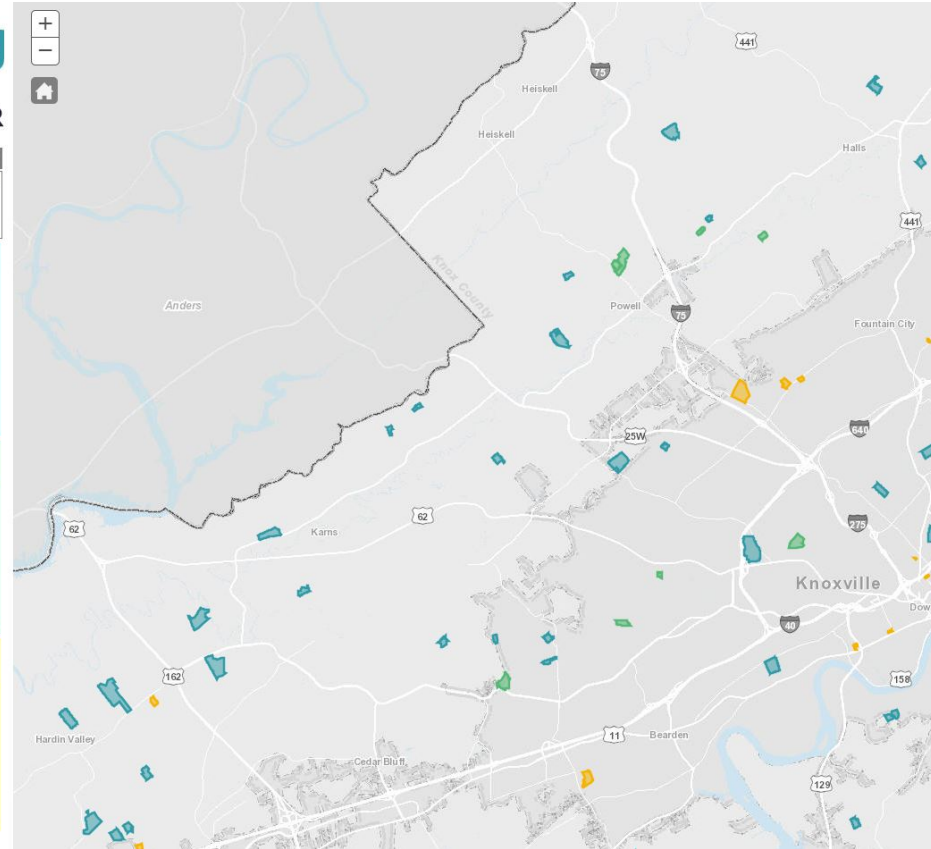 +
441
75
Heiskell
−
Heiskell
Halls
441
Knox County
Anders
Powell
75
Fountain City
25W
640
62
62
275
Karns
Knoxville
40
162
158
11
Bearden
Hardin Valley
Cedar Bluff
129